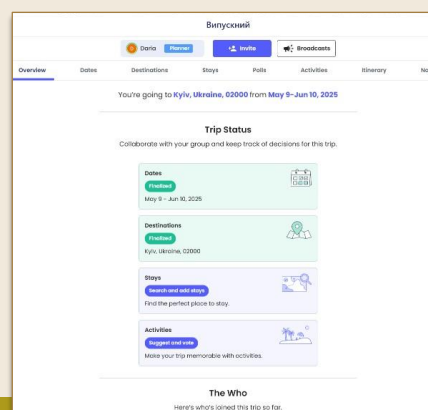 Випускний
Daria Planner Invite Broadcasts
Overview Dates Destinations Stays Polls Activities Itinerary No
You're going to Kyiv, Ukraine, 02000 from May 9-Jun 10, 2025
Trip Status
Collaborate with your group and keep track of decisions for this trip.
Dates
Finalized
May 9 - Jun 10, 2025
Destinations
Finalized
Kyiv, Ukraine, 02000
Stays
Search and add stays
Find the perfect place to stay.
Activities
Suggest and vote
Make your trip memorable with activities.
The Who
Here's who's joined this trip so far.